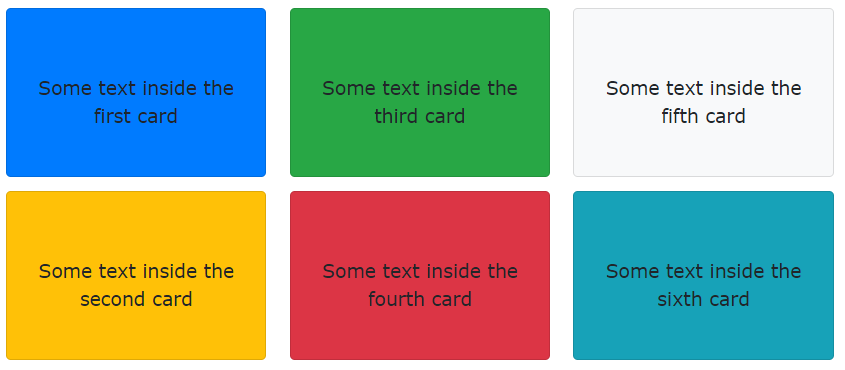 Some text inside the
first card
Some text inside the
third card
Some text inside the
fifth card
Some text inside the
second card
Some text inside the
fourth card
Some text inside the
sixth card